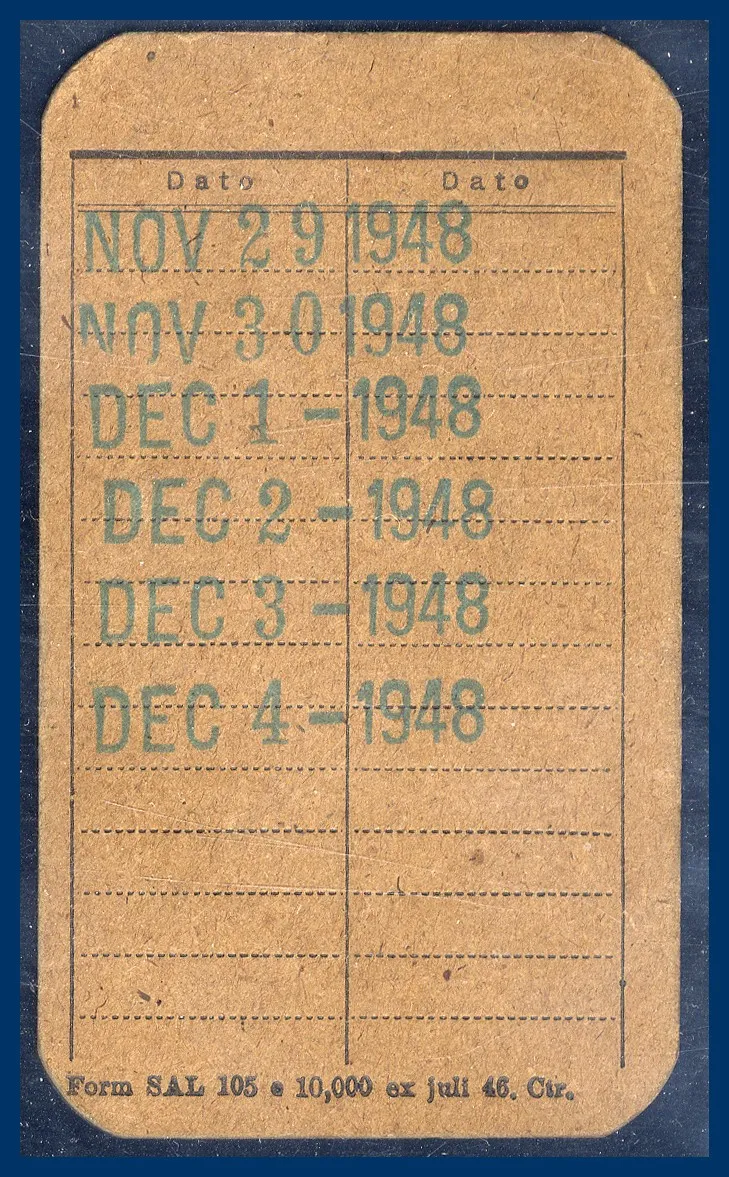 Dato Dato
NOV 29 1948
NOV 30 1948
DEC 1 - 1948
DEC 2 - 1948
DEC 3 - 1948
DEC 4 - 1948
Form SAL 105 e 10,000 ex juli 46. Ctr.